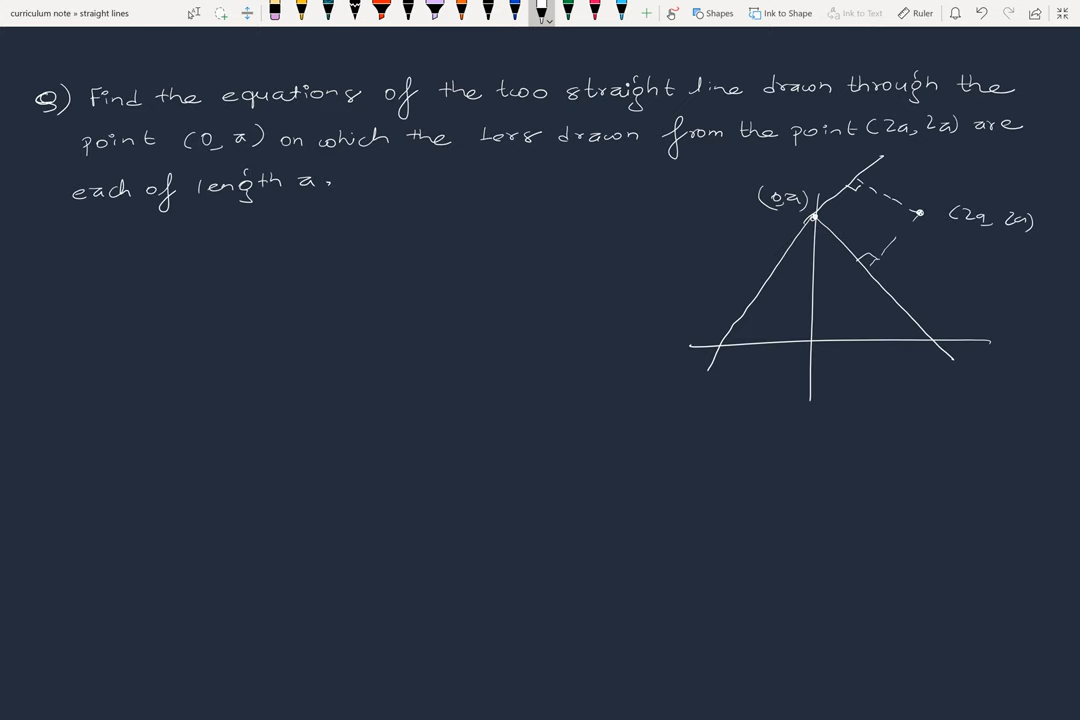 curriculum note » straight lines
Shapes
Ink to Shape
Ink to Text
Ruler
Q) Find the equations of the two straight line drawn through the
point (0, a) on which the ⊥ers drawn from the point (2a, 2a) are
each of length a.
(0,a)
(2a, 2a)